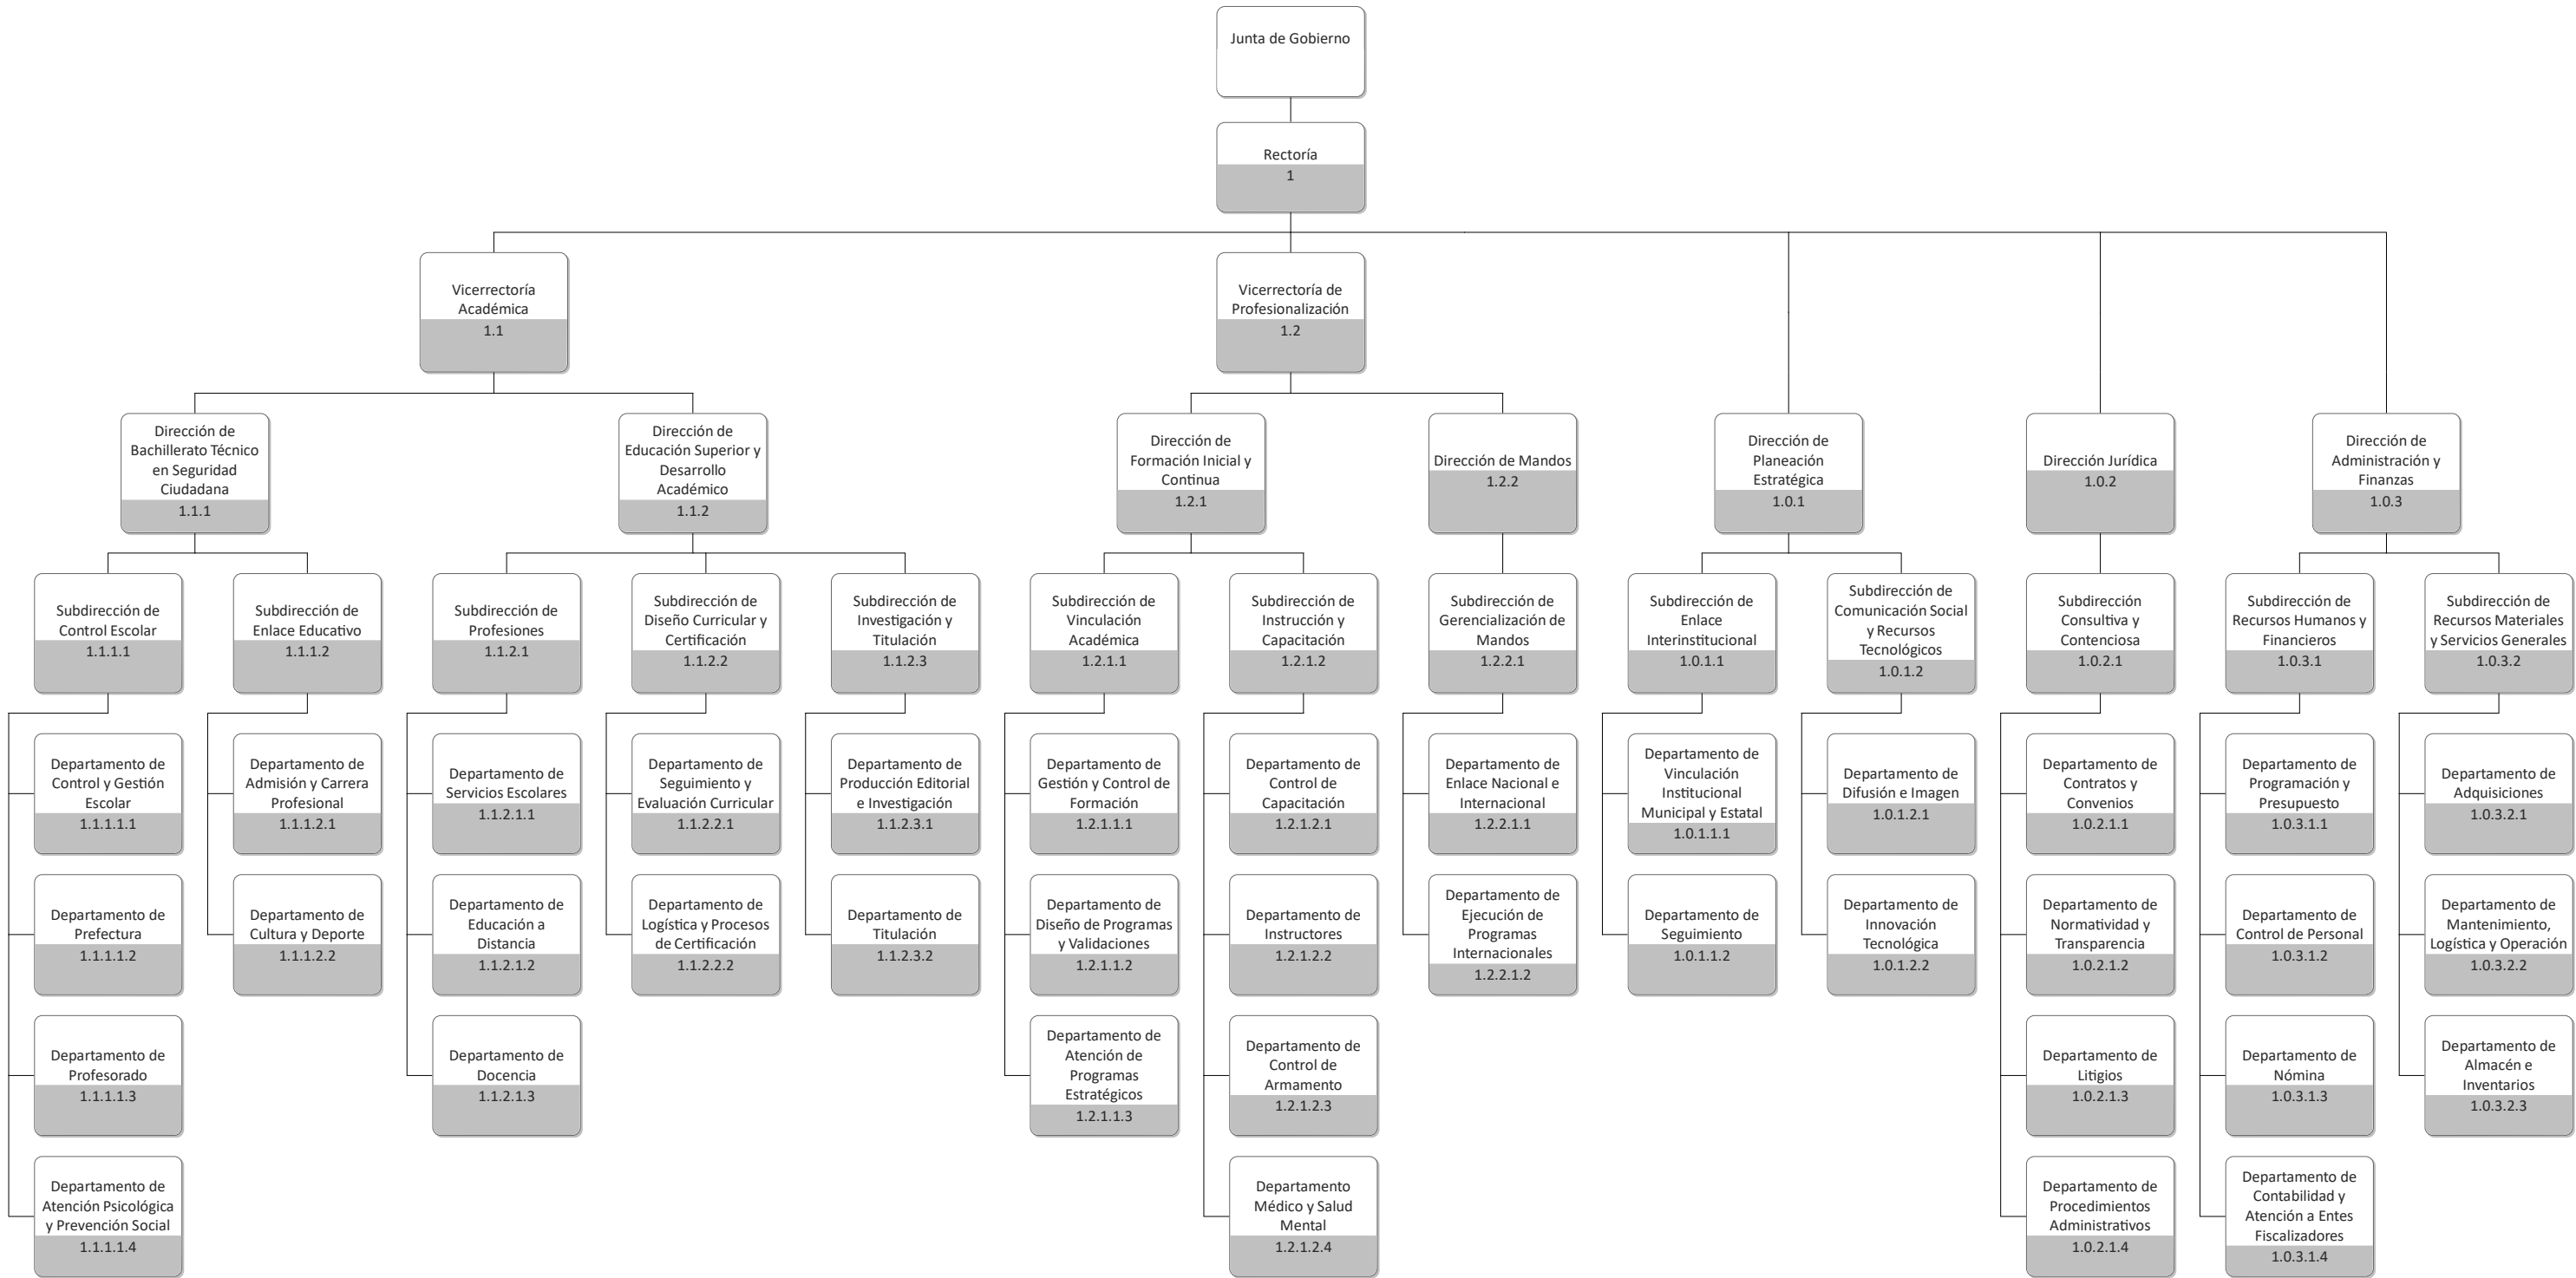 Junta de Gobierno
Rectoría
1
Vicerrectoría
Académica
1.1
Vicerrectoría de
Profesionalización
1.2
Dirección de
Bachillerato Técnico
en Seguridad
Ciudadana
1.1.1
Dirección de
Educación Superior y
Desarrollo
Académico
1.1.2
Dirección de
Formación Inicial y
Continua
1.2.1
Dirección de Mandos
1.2.2
Dirección de
Planeación
Estratégica
1.0.1
Dirección Jurídica
1.0.2
Dirección de
Administración y
Finanzas
1.0.3
Subdirección de
Control Escolar
1.1.1.1
Subdirección de
Enlace Educativo
1.1.1.2
Subdirección de
Profesiones
1.1.2.1
Subdirección de
Diseño Curricular y
Certificación
1.1.2.2
Subdirección de
Investigación y
Titulación
1.1.2.3
Subdirección de
Vinculación
Académica
1.2.1.1
Subdirección de
Instrucción y
Capacitación
1.2.1.2
Subdirección de
Gerencialización de
Mandos
1.2.2.1
Subdirección de
Enlace
Interinstitucional
1.0.1.1
Subdirección de
Comunicación Social
y Recursos
Tecnológicos
1.0.1.2
Subdirección
Consultiva y
Contenciosa
1.0.2.1
Subdirección de
Recursos Humanos y
Financieros
1.0.3.1
Subdirección de
Recursos Materiales
y Servicios Generales
1.0.3.2
Departamento de
Control y Gestión
Escolar
1.1.1.1.1
Departamento de
Admisión y Carrera
Profesional
1.1.1.2.1
Departamento de
Servicios Escolares
1.1.2.1.1
Departamento de
Seguimiento y
Evaluación Curricular
1.1.2.2.1
Departamento de
Producción Editorial
e Investigación
1.1.2.3.1
Departamento de
Gestión y Control de
Formación
1.2.1.1.1
Departamento de
Control de
Capacitación
1.2.1.2.1
Departamento de
Enlace Nacional e
Internacional
1.2.2.1.1
Departamento de
Vinculación
Institucional
Municipal y Estatal
1.0.1.1.1
Departamento de
Difusión e Imagen
1.0.1.2.1
Departamento de
Contratos y
Convenios
1.0.2.1.1
Departamento de
Programación y
Presupuesto
1.0.3.1.1
Departamento de
Adquisiciones
1.0.3.2.1
Departamento de
Prefectura
1.1.1.1.2
Departamento de
Cultura y Deporte
1.1.1.2.2
Departamento de
Educación a
Distancia
1.1.2.1.2
Departamento de
Logística y Procesos
de Certificación
1.1.2.2.2
Departamento de
Titulación
1.1.2.3.2
Departamento de
Diseño de Programas
y Validaciones
1.2.1.1.2
Departamento de
Instructores
1.2.1.2.2
Departamento de
Ejecución de
Programas
Internacionales
1.2.2.1.2
Departamento de
Seguimiento
1.0.1.1.2
Departamento de
Innovación
Tecnológica
1.0.1.2.2
Departamento de
Normatividad y
Transparencia
1.0.2.1.2
Departamento de
Control de Personal
1.0.3.1.2
Departamento de
Mantenimiento,
Logística y Operación
1.0.3.2.2
Departamento de
Profesorado
1.1.1.1.3
Departamento de
Docencia
1.1.2.1.3
Departamento de
Atención de
Programas
Estratégicos
1.2.1.1.3
Departamento de
Control de
Armamento
1.2.1.2.3
Departamento de
Litigios
1.0.2.1.3
Departamento de
Nómina
1.0.3.1.3
Departamento de
Almacén e
Inventarios
1.0.3.2.3
Departamento de
Atención Psicológica
y Prevención Social
1.1.1.1.4
Departamento
Médico y Salud
Mental
1.2.1.2.4
Departamento de
Procedimientos
Administrativos
1.0.2.1.4
Departamento de
Contabilidad y
Atención a Entes
Fiscalizadores
1.0.3.1.4